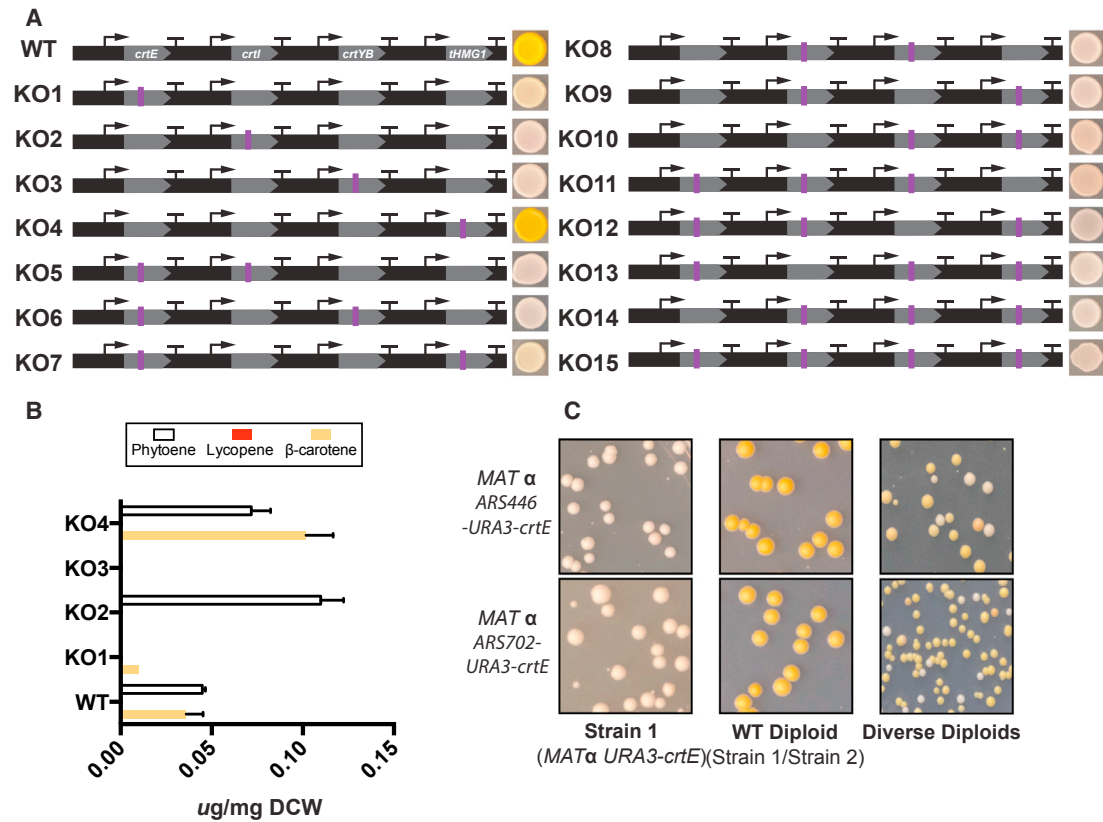 A
WT
crtE
crtI
crtYB
tHMG1
KO1
KO2
KO3
KO4
KO5
KO6
KO7
KO8
KO9
KO10
KO11
KO12
KO13
KO14
KO15
B
Phytoene
Lycopene
β-carotene
KO4
KO3
KO2
KO1
WT
0.00
0.05
0.10
0.15
ug/mg DCW
C
MAT α
ARS446
-URA3-crtE
MAT α
ARS702-
URA3-crtE
Strain 1
(MATα URA3-crtE)
WT Diploid
(Strain 1/Strain 2)
Diverse Diploids